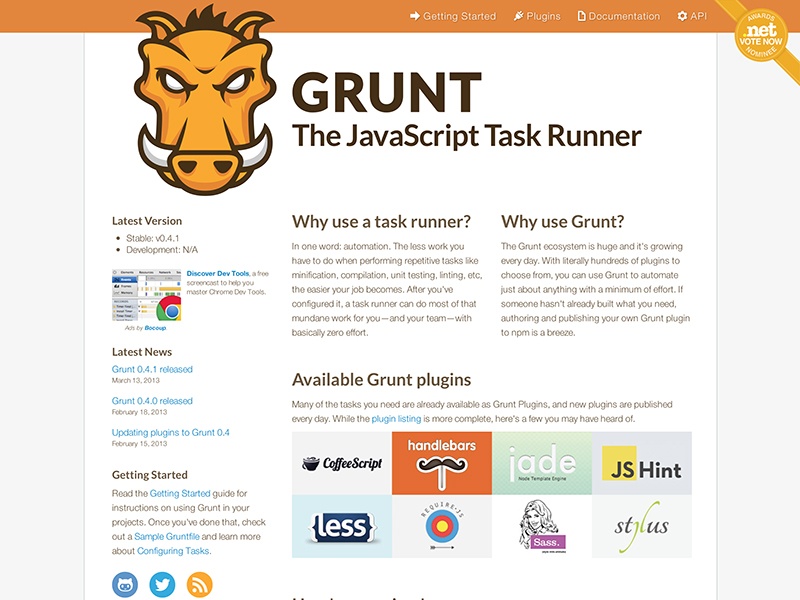 Getting Started
Plugins
Documentation
API
AWARDS
.net
VOTE NOW
NOMINEE
GRUNT
The JavaScript Task Runner
Latest Version
Stable: v0.4.1
Development: N/A
Discover Dev Tools, a free
screencast to help you
master Chrome Dev Tools.
Ads by Bocoup
Latest News
Grunt 0.4.1 released
March 13, 2013
Grunt 0.4.0 released
February 18, 2013
Updating plugins to Grunt 0.4
February 15, 2013
Getting Started
Read the Getting Started guide for
instructions on using Grunt in your
projects. Once you've done that, check
out a Sample Gruntfile and learn more
about Configuring Tasks.
Why use a task runner?
In one word: automation. The less work you
have to do when performing repetitive tasks like
minification, compilation, unit testing, linting, etc,
the easier your job becomes. After you've
configured it, a task runner can do most of that
mundane work for you—and your team—with
basically zero effort.
Why use Grunt?
The Grunt ecosystem is huge and it's growing
every day. With literally hundreds of plugins to
choose from, you can use Grunt to automate
just about anything with a minimum of effort. If
someone hasn't already built what you need,
authoring and publishing your own Grunt plugin
to npm is a breeze.
Available Grunt plugins
Many of the tasks you need are already available as Grunt Plugins, and new plugins are published
every day. While the plugin listing is more complete, here's a few you may have heard of.
CoffeeScript
handlebars
jade
Node Template Engine
JSHint
{less}
REQUIRE-JS
Sass.
stylus